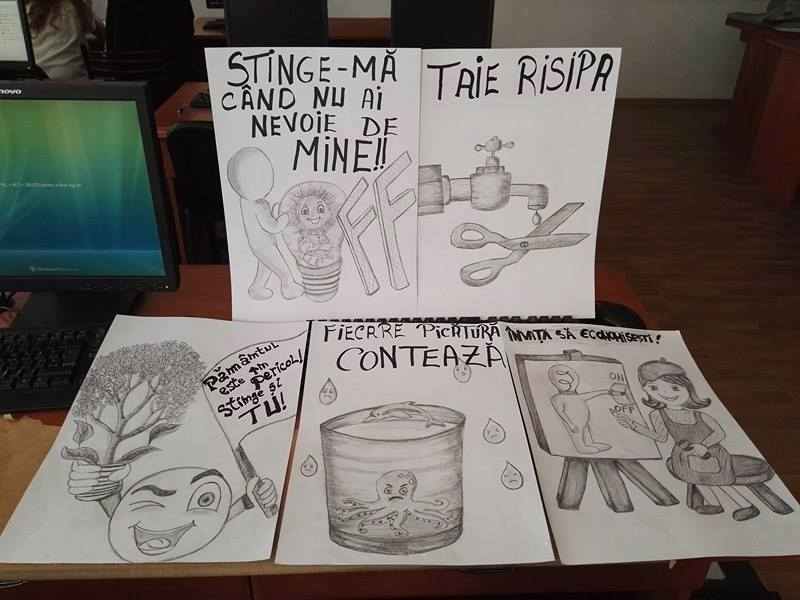 STINGE-MĂ
CÂND NU AI
NEVOIE DE
MINE!!
FF
TAIE RISIPA
Pământul
este în
pericol!
Stinge și
TU!
FIECARE PICĂTURĂ
CONTEAZĂ
ÎNVAȚĂ SĂ ECONOMISEȘTI!
ON
OFF